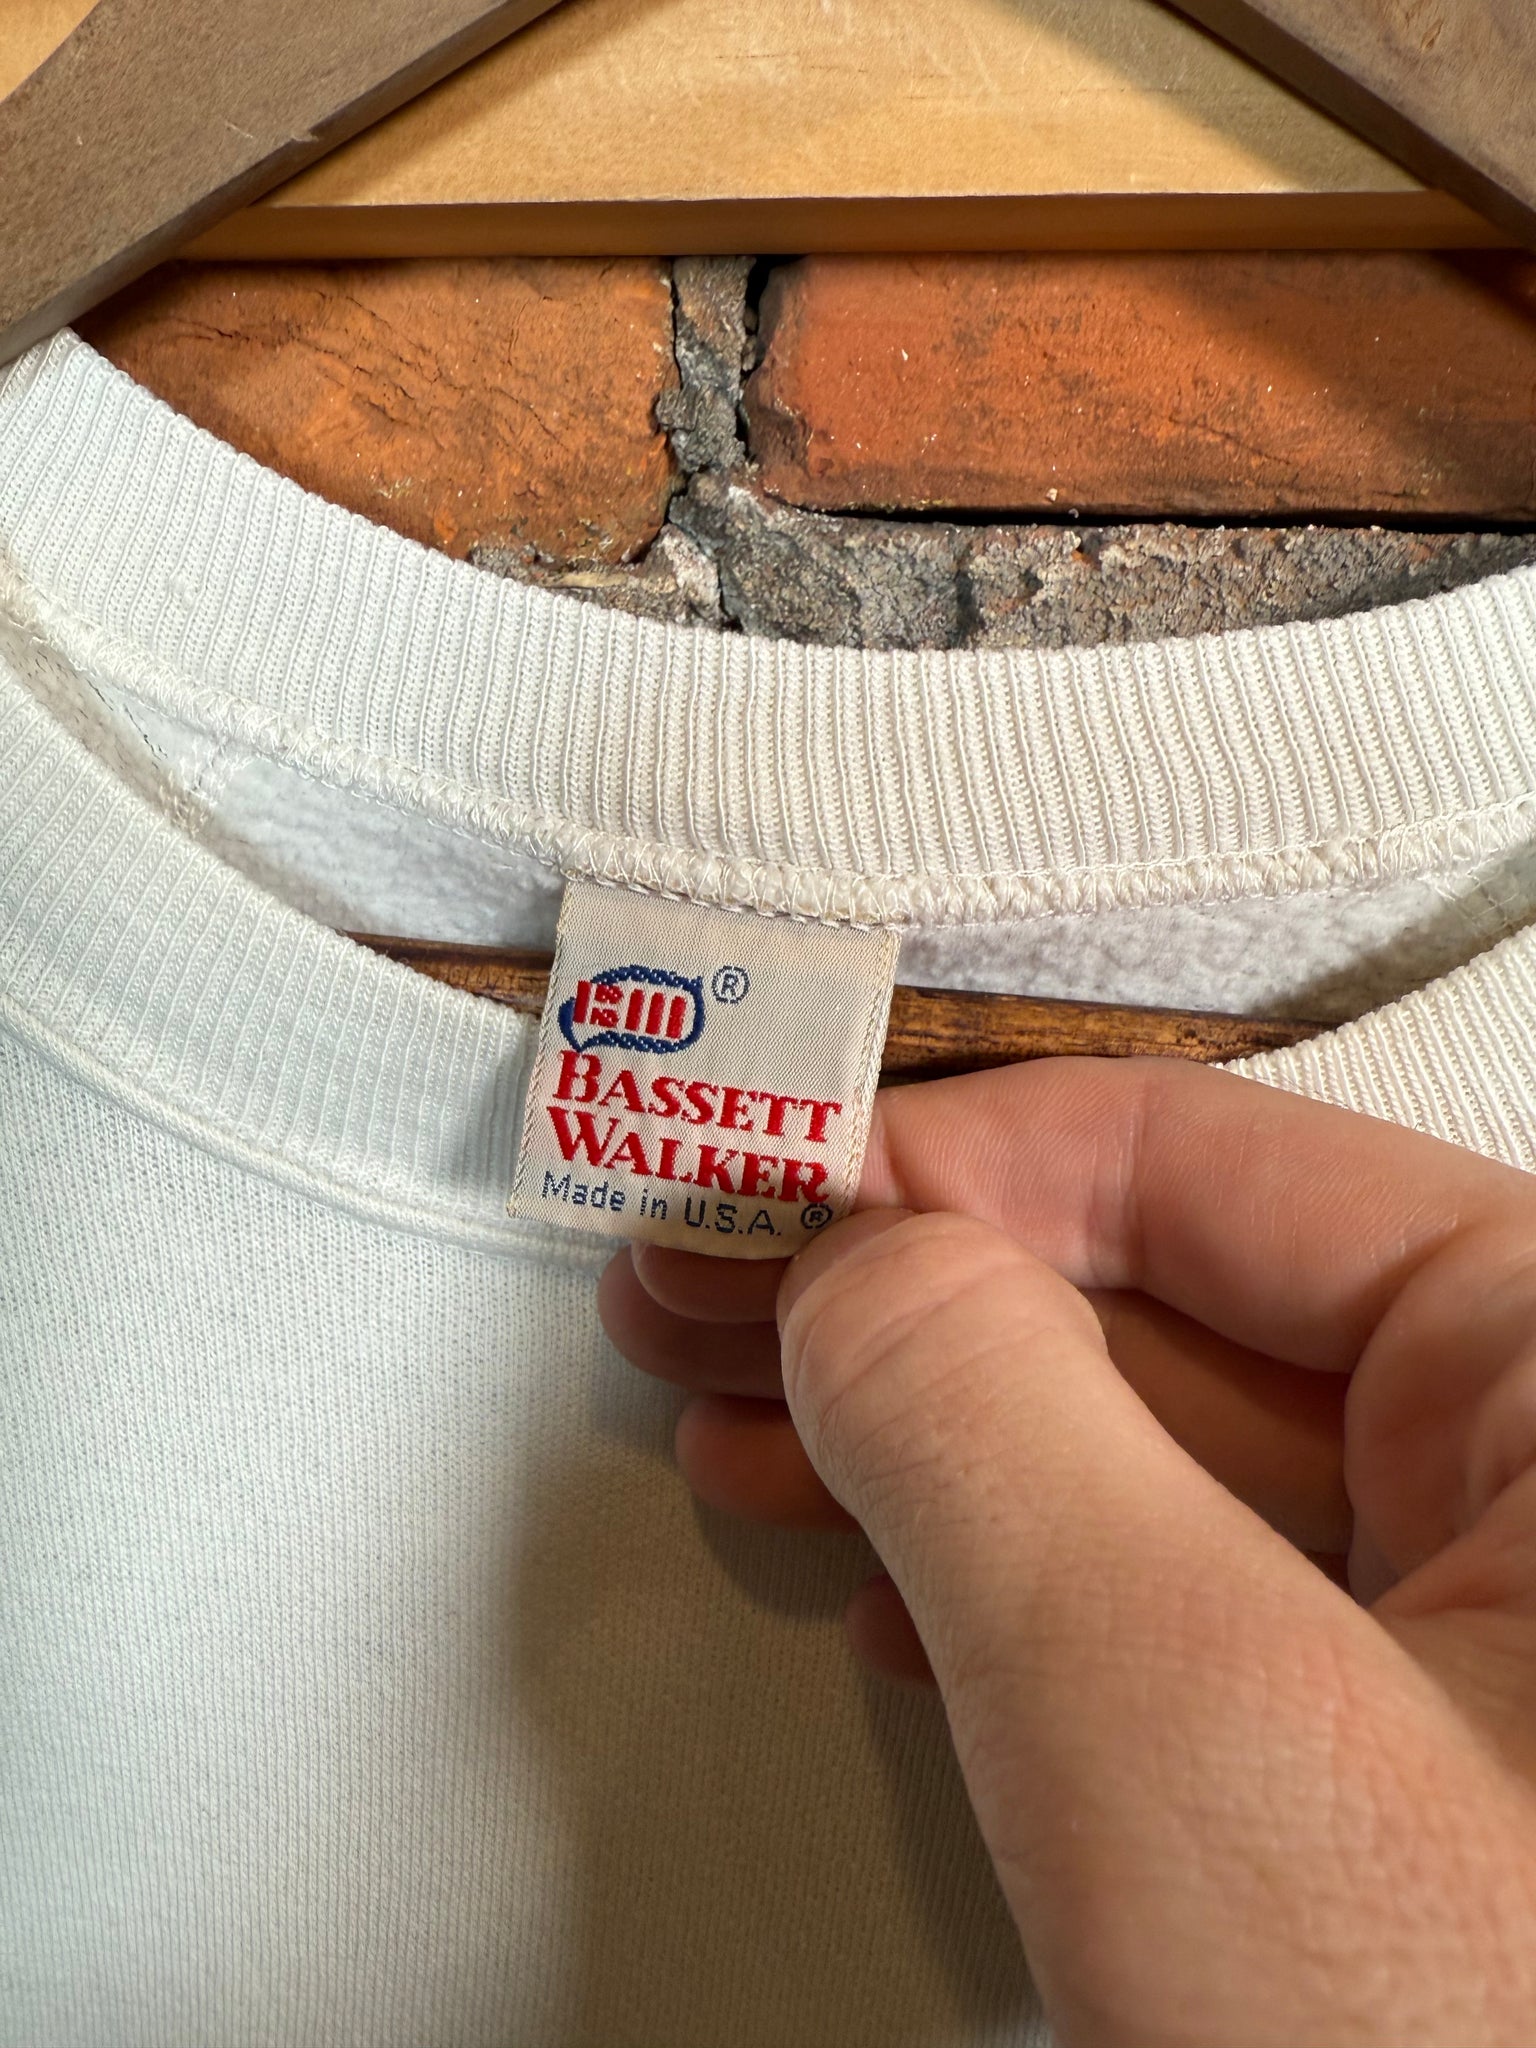 ®
BASSETT
WALKER
Made in U.S.A. ®